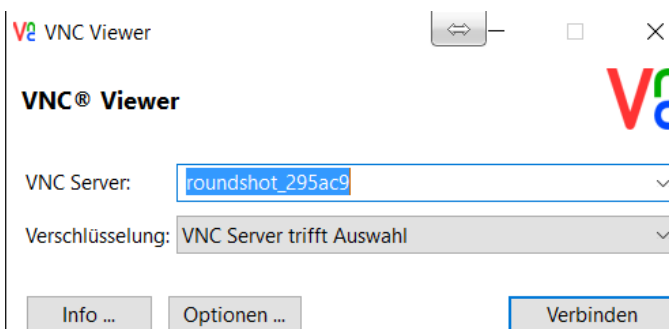 VNC Viewer
VNC® Viewer
VNC Server: roundshot_295ac9
Verschlüsselung: VNC Server trifft Auswahl
Info ... Optionen ... Verbinden